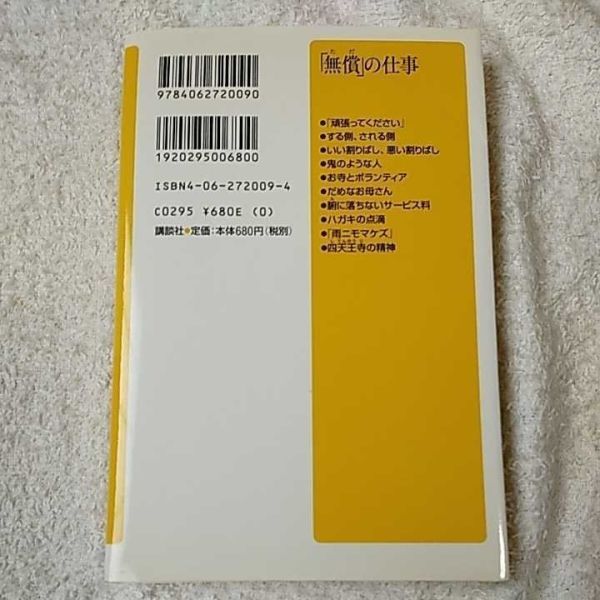 9784062720090
1920295006800
ISBN4-06-272009-4
C0295 ¥680E (0)
講談社●定価:本体680円(税別)
「無償」の仕事
●「頑張ってください」
●する側、される側
●いい割りばし、悪い割りばし
●鬼のような人
●お寺とボランティア
●だめなお母さん
●腑に落ちないサービス料
●ハガキの点滴
●「雨ニモマケズ」
●四天王寺の精神